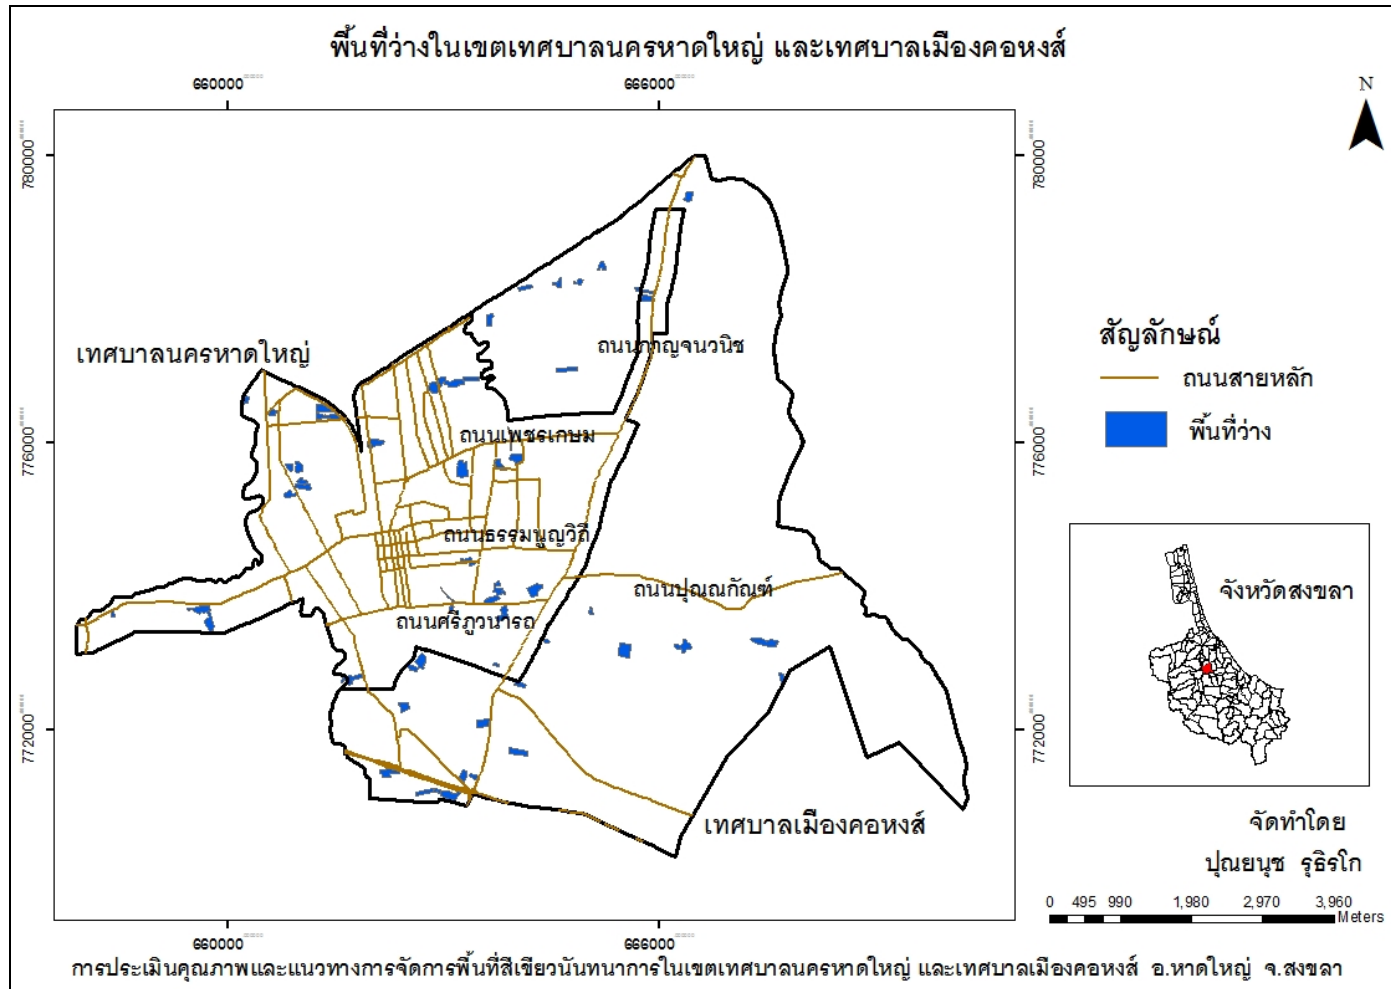 พื้นที่ว่างในเขตเทศบาลนครหาดใหญ่ และเทศบาลเมืองคอหงส์
660000
666000
N
780000
780000
เทศบาลนครหาดใหญ่
ถนนกาญจนวนิช
สัญลักษณ์
ถนนสายหลัก
พื้นที่ว่าง
776000
776000
ถนนเพชรเกษม
ถนนธรรมนูญวิถี
ถนนปุณณกัณฑ์
จังหวัดสงขลา
ถนนศรีภูวนารถ
772000
772000
เทศบาลเมืองคอหงส์
จัดทำโดย
ปุณยนุช รุธิรโก
0 495 990 1,980 2,970 3,960
Meters
660000
666000
การประเมินคุณภาพและแนวทางการจัดการพื้นที่สีเขียวนันทนาการในเขตเทศบาลนครหาดใหญ่ และเทศบาลเมืองคอหงส์ อ.หาดใหญ่ จ.สงขลา